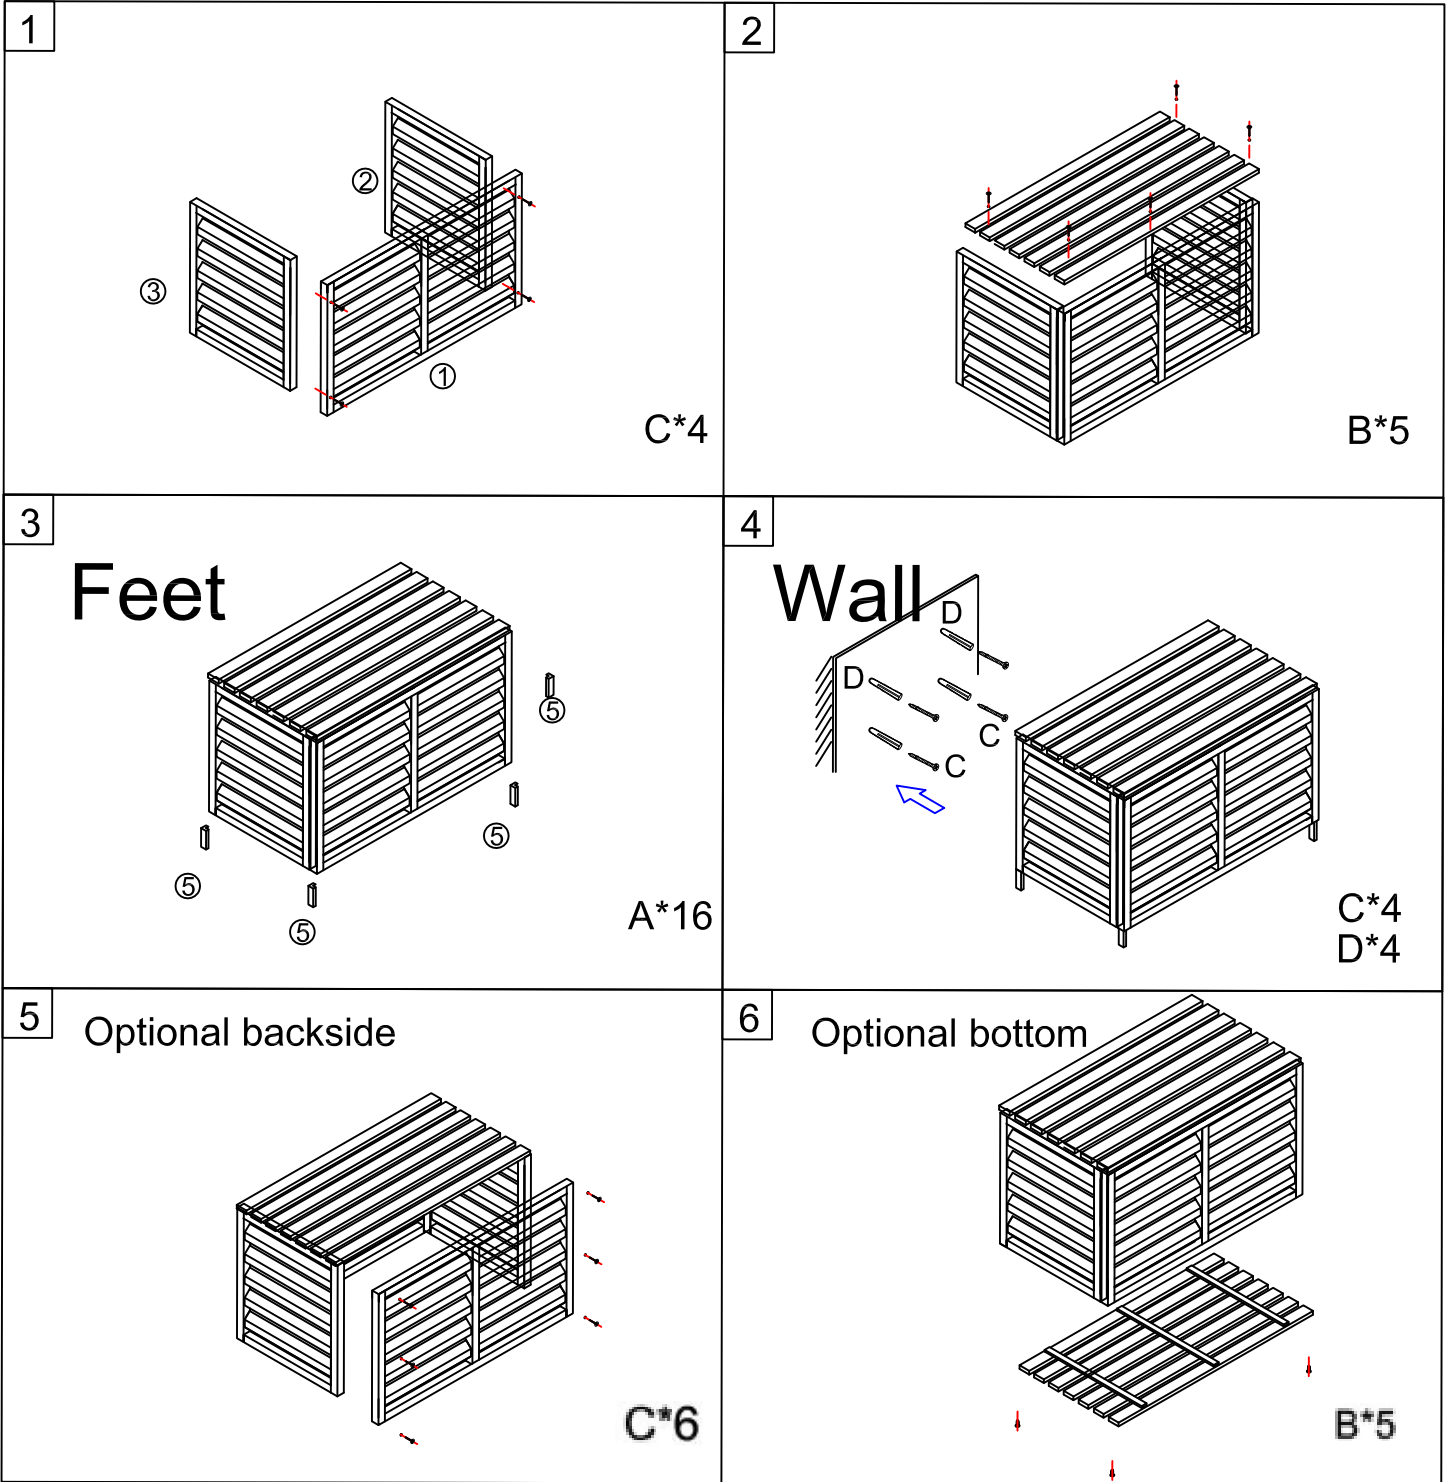 1
②
③
①
C*4
2
B*5
3
Feet
⑤
⑤
⑤
⑤
A*16
4
Wall
D
D
C
C
C*4
D*4
5
Optional backside
C*6
6
Optional bottom
B*5